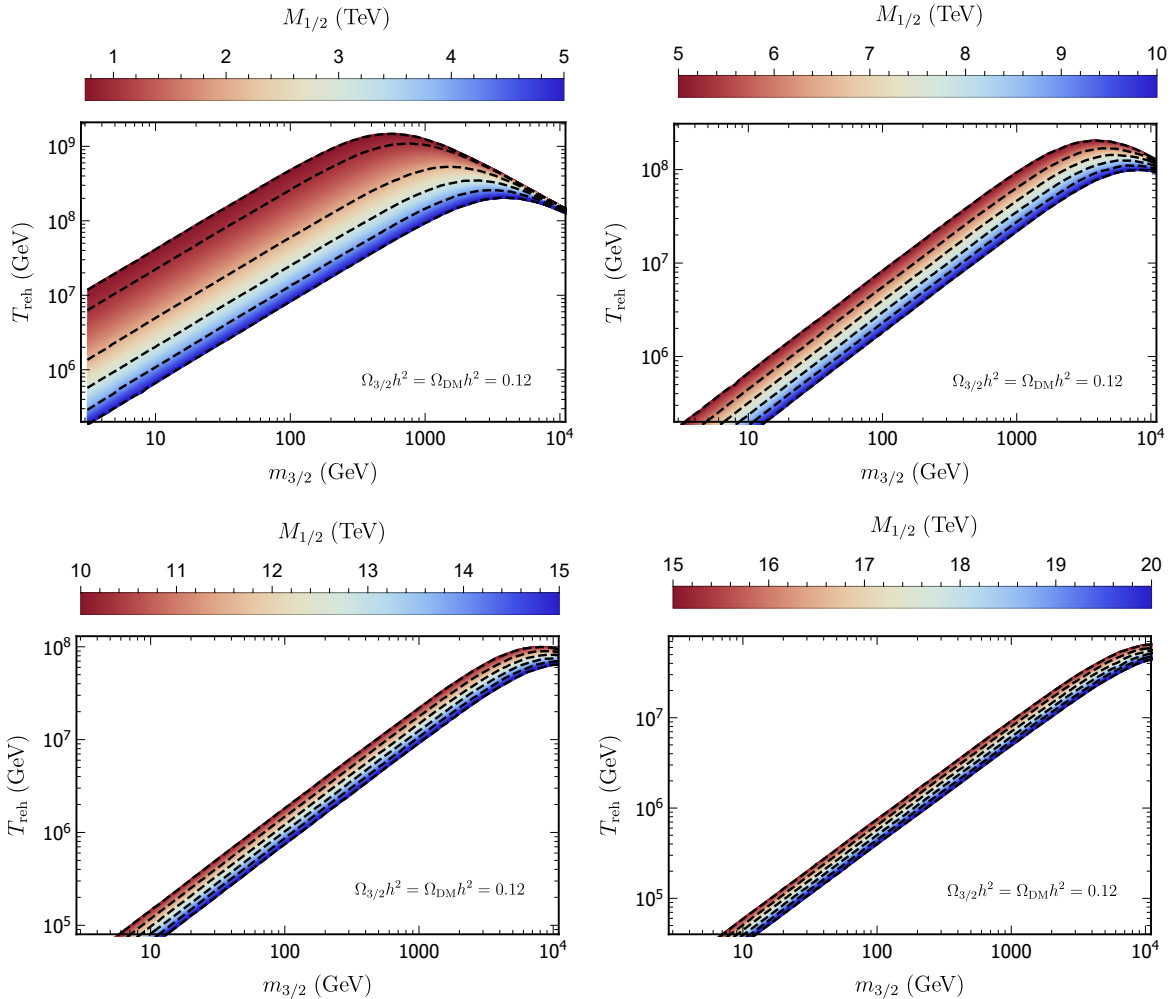 M_{1/2} (TeV)
1 2 3 4 5
10^9
10^8
10^7
10^6
T_reh (GeV)
Ω_{3/2}h^2 = Ω_DM h^2 = 0.12
10 100 1000 10^4
m_{3/2} (GeV)
M_{1/2} (TeV)
5 6 7 8 9 10
10^8
10^7
10^6
T_reh (GeV)
Ω_{3/2}h^2 = Ω_DM h^2 = 0.12
10 100 1000 10^4
m_{3/2} (GeV)
M_{1/2} (TeV)
10 11 12 13 14 15
10^8
10^7
10^6
10^5
T_reh (GeV)
Ω_{3/2}h^2 = Ω_DM h^2 = 0.12
10 100 1000 10^4
m_{3/2} (GeV)
M_{1/2} (TeV)
15 16 17 18 19 20
10^7
10^6
10^5
T_reh (GeV)
Ω_{3/2}h^2 = Ω_DM h^2 = 0.12
10 100 1000 10^4
m_{3/2} (GeV)